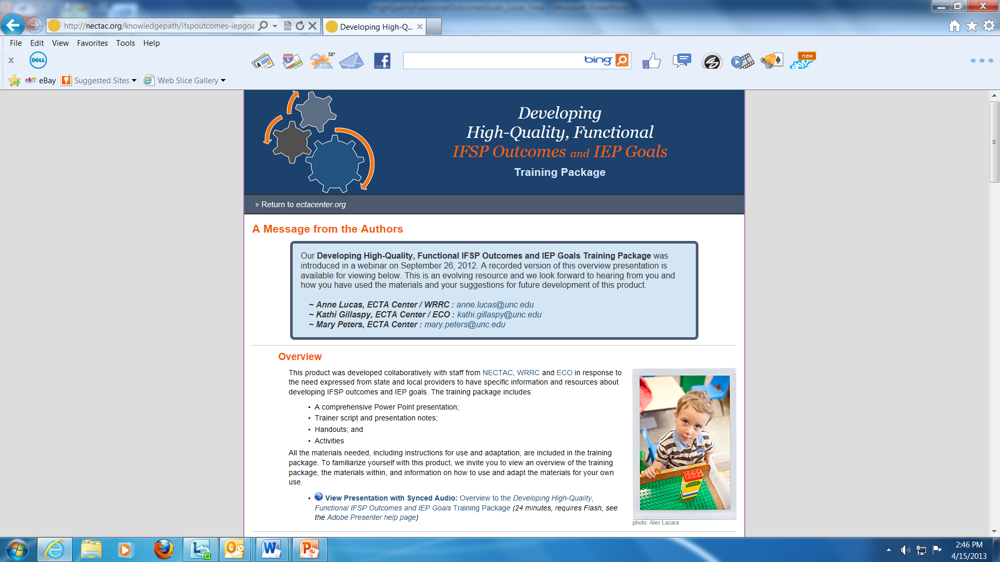 http://nectac.org/knowledgepath/ifspoutcomes-iepgoa
Developing High-Q...
File Edit View Favorites Tools Help
x DELL 5 58° f bing new skype
ebY eBay Suggested Sites Web Slice Gallery
Developing
High-Quality, Functional
IFSP Outcomes and IEP Goals
Training Package
» Return to ectacenter.org
A Message from the Authors
Our Developing High-Quality, Functional IFSP Outcomes and IEP Goals Training Package was
introduced in a webinar on September 26, 2012. A recorded version of this overview presentation is
available for viewing below. This is an evolving resource and we look forward to hearing from you and
how you have used the materials and your suggestions for future development of this product.
~ Anne Lucas, ECTA Center / WRRC : anne.lucas@unc.edu
~ Kathi Gillaspy, ECTA Center / ECO : kathi.gillaspy@unc.edu
~ Mary Peters, ECTA Center : mary.peters@unc.edu
Overview
This product was developed collaboratively with staff from NECTAC, WRRC and ECO in response to
the need expressed from state and local providers to have specific information and resources about
developing IFSP outcomes and IEP goals. The training package includes:
• A comprehensive Power Point presentation;
• Trainer script and presentation notes;
• Handouts; and
• Activities
All the materials needed, including instructions for use and adaptation, are included in the training
package. To familiarize yourself with this product, we invite you to view an overview of the training
package, the materials within, and information on how to use and adapt the materials for your own
use.
• View Presentation with Synced Audio: Overview to the Developing High-Quality,
Functional IFSP Outcomes and IEP Goals Training Package (24 minutes, requires Flash, see
the Adobe Presenter help page)
photo: Alex Lazara
2:46 PM
4/15/2013